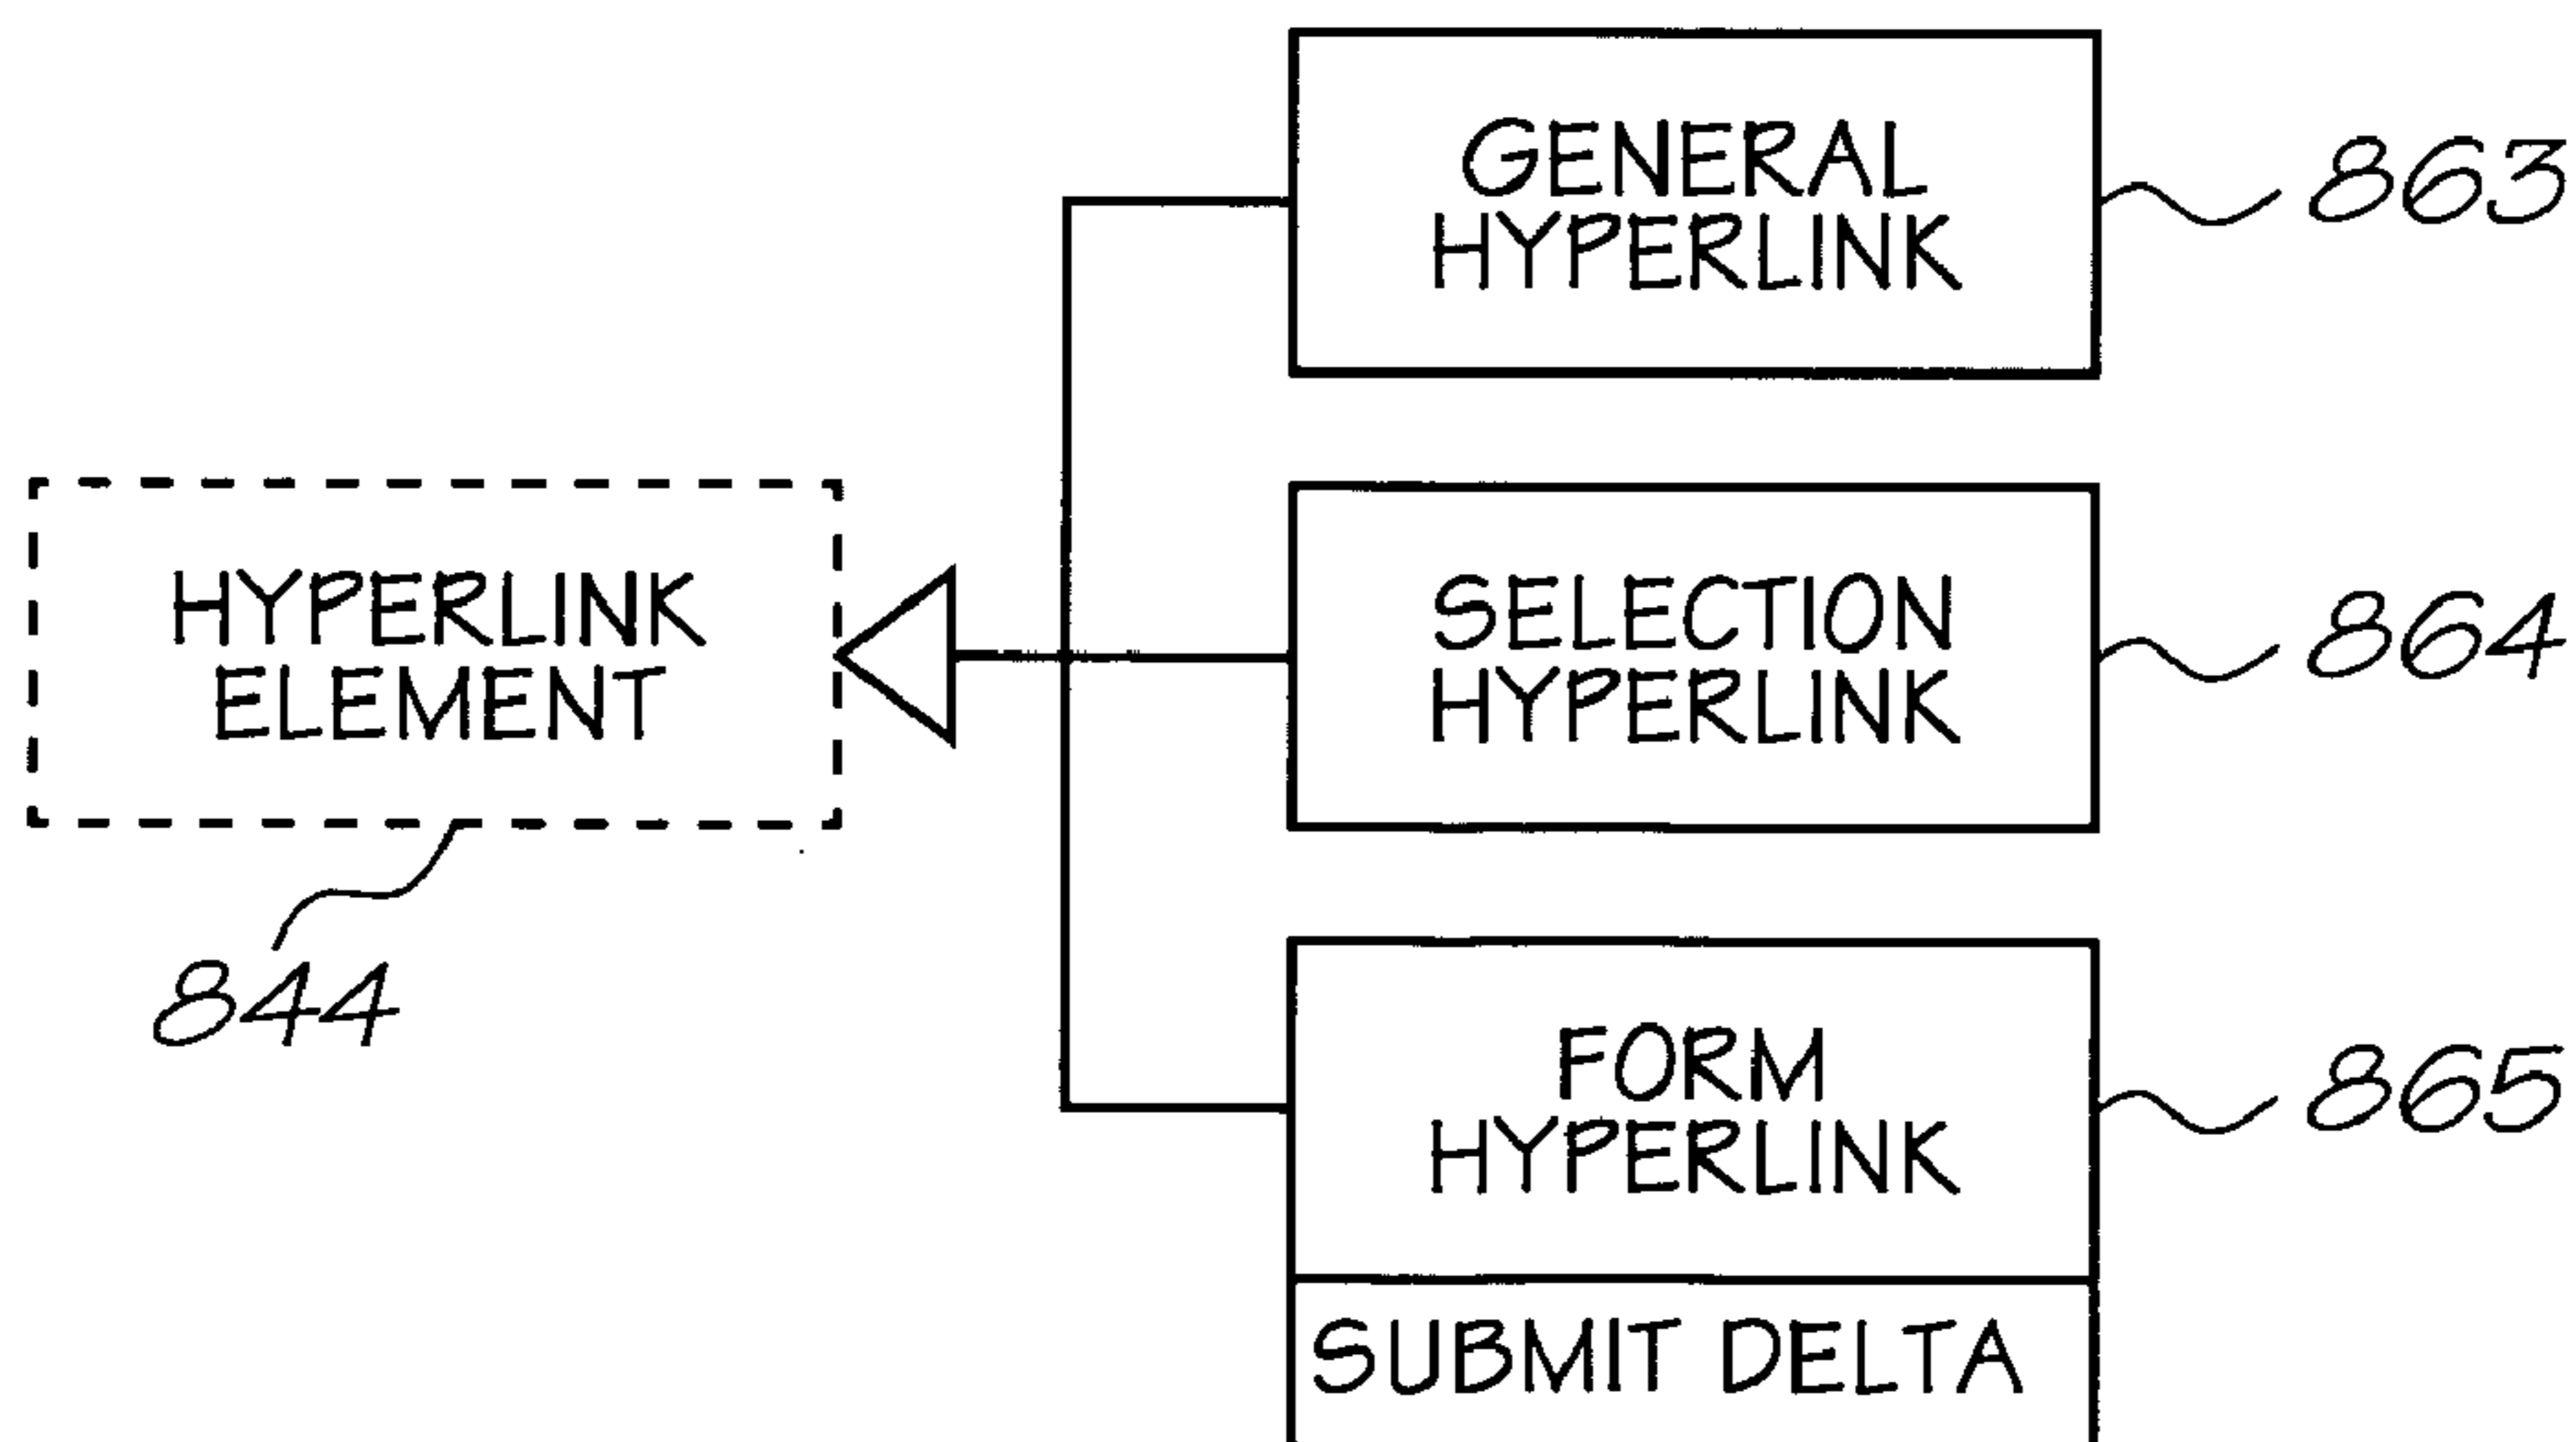 GENERAL
HYPERLINK
863
HYPERLINK
ELEMENT
844
SELECTION
HYPERLINK
864
FORM
HYPERLINK
865
SUBMIT DELTA